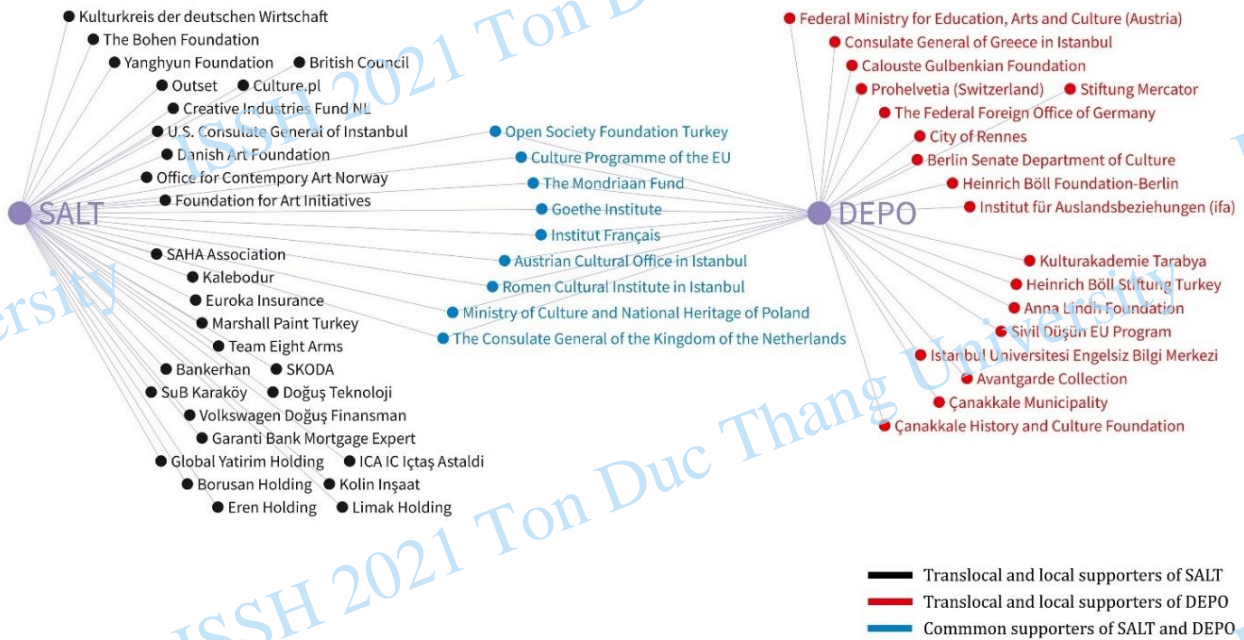 Kulturkreis der deutschen Wirtschaft
The Bohen Foundation
Yanghyun Foundation
British Council
Outset
Culture.pl
Creative Industries Fund NL
U.S. Consulate General of Instanbul
Danish Art Foundation
Office for Contempory Art Norway
Foundation for Art Initiatives
SALT
SAHA Association
Kalebodur
Euroka Insurance
Marshall Paint Turkey
Team Eight Arms
Bankerhan
SKODA
SuB Karaköy
Doğuş Teknoloji
Volkswagen Doğuş Finansman
Garanti Bank Mortgage Expert
Global Yatirim Holding
ICA IC Içtaş Astaldi
Borusan Holding
Kolin Inşaat
Eren Holding
Limak Holding
Open Society Foundation Turkey
Culture Programme of the EU
The Mondriaan Fund
Goethe Institute
Institut Français
Austrian Cultural Office in Istanbul
Romen Cultural Institute in Istanbul
Ministry of Culture and National Heritage of Poland
The Consulate General of the Kingdom of the Netherlands
Federal Ministry for Education, Arts and Culture (Austria)
Consulate General of Greece in Istanbul
Calouste Gulbenkian Foundation
Prohelvetia (Switzerland)
Stiftung Mercator
The Federal Foreign Office of Germany
City of Rennes
Berlin Senate Department of Culture
Heinrich Böll Foundation-Berlin
Institut für Auslandsbeziehungen (ifa)
DEPO
Kulturakademie Tarabya
Heinrich Böll Stiftung Turkey
Anna Lindh Foundation
Sivil Düşün EU Program
Istanbul Universitesi Engelsiz Bilgi Merkezi
Avantgarde Collection
Çanakkale Municipality
Çanakkale History and Culture Foundation
Translocal and local supporters of SALT
Translocal and local supporters of DEPO
Commmon supporters of SALT and DEPO
ISSH 2021 Ton D
ersity
ISSH 2021 Ton Duc Thang University